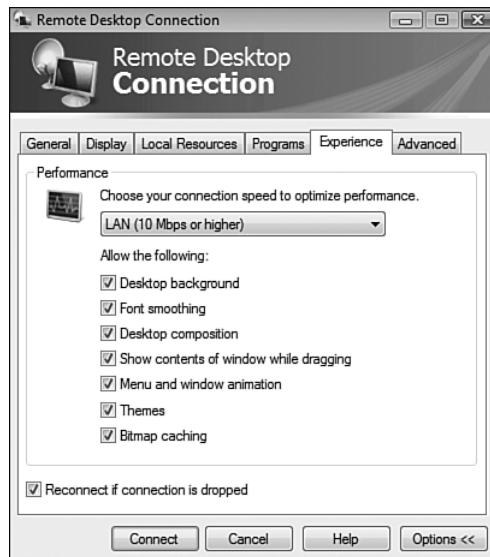 Remote Desktop Connection
Remote Desktop
Connection
General Display Local Resources Programs Experience Advanced
Performance
Choose your connection speed to optimize performance.
LAN (10 Mbps or higher)
Allow the following:
Desktop background
Font smoothing
Desktop composition
Show contents of window while dragging
Menu and window animation
Themes
Bitmap caching
Reconnect if connection is dropped
Connect Cancel Help Options <<